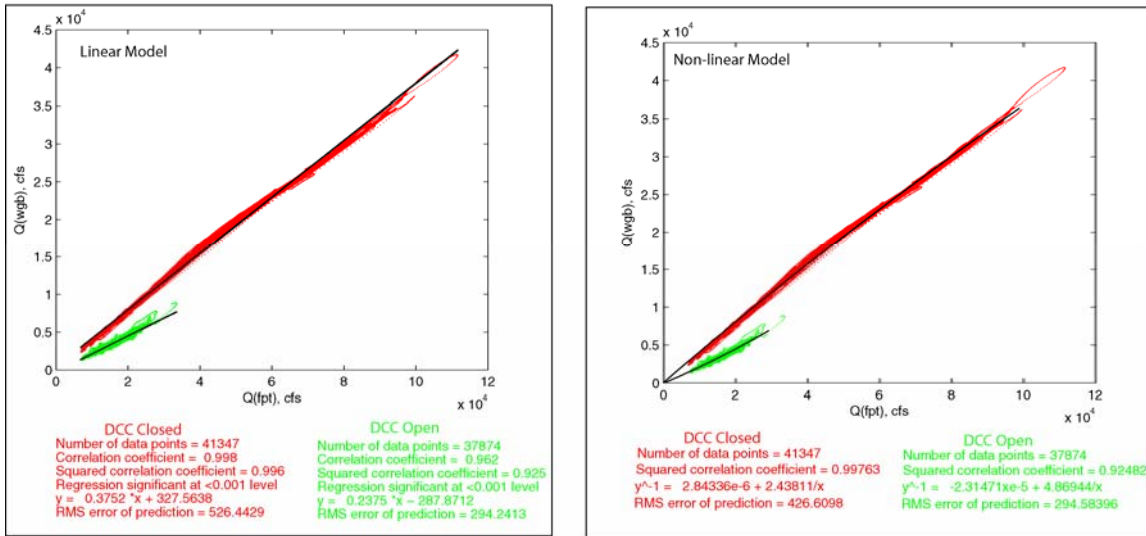 x 10^4
Linear Model
4.5
4
3.5
3
2.5
2
1.5
1
0.5
0
Q(wgb), cfs
0 2 4 6 8 10 12
Q(fpt), cfs
x 10^4
DCC Closed
Number of data points = 41347
Correlation coefficient = 0.998
Squared correlation coefficient = 0.996
Regression significant at <0.001 level
y = 0.3752 *x + 327.5638
RMS error of prediction = 526.4429
DCC Open
Number of data points = 37874
Correlation coefficient = 0.962
Squared correlation coefficient = 0.925
Regression significant at <0.001 level
y = 0.2375 *x − 287.8712
RMS error of prediction = 294.2413
x 10^4
Non-linear Model
4.5
4
3.5
3
2.5
2
1.5
1
0.5
0
Q(wgb), cfs
0 2 4 6 8 10 12
Q(fpt), cfs
x 10^4
DCC Closed
Number of data points = 41347
Squared correlation coefficient = 0.99763
y^-1 = 2.84336e-6 + 2.43811/x
RMS error of prediction = 426.6098
DCC Open
Number of data points = 37874
Squared correlation coefficient = 0.92482
y^-1 = -2.31471xe-5 + 4.86944/x
RMS error of prediction = 294.58396